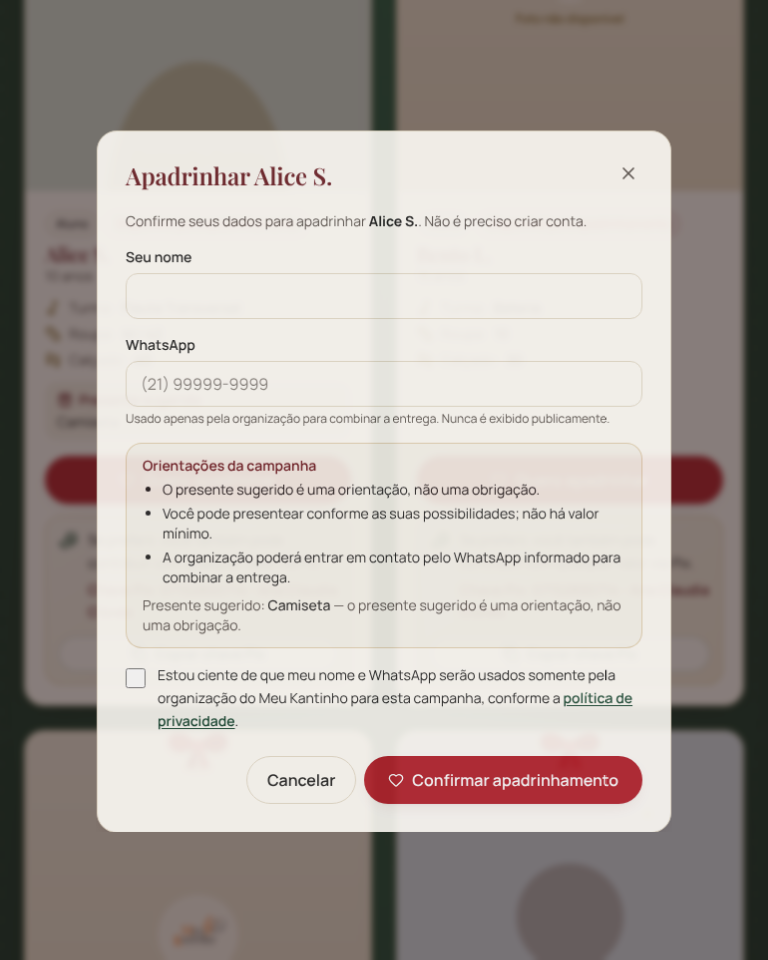 Foto não disponível
Apadrinhar Alice S.
Confirme seus dados para apadrinhar Alice S.. Não é preciso criar conta.
Seu nome
WhatsApp
(21) 99999-9999
Usado apenas pela organização para combinar a entrega. Nunca é exibido publicamente.
Orientações da campanha
• O presente sugerido é uma orientação, não uma obrigação.
• Você pode presentear conforme as suas possibilidades; não há valor
mínimo.
• A organização poderá entrar em contato pelo WhatsApp informado para
combinar a entrega.
Presente sugerido: Camiseta — o presente sugerido é uma orientação, não
uma obrigação.
Estou ciente de que meu nome e WhatsApp serão usados somente pela
organização do Meu Kantinho para esta campanha, conforme a política de
privacidade.
Cancelar
Confirmar apadrinhamento